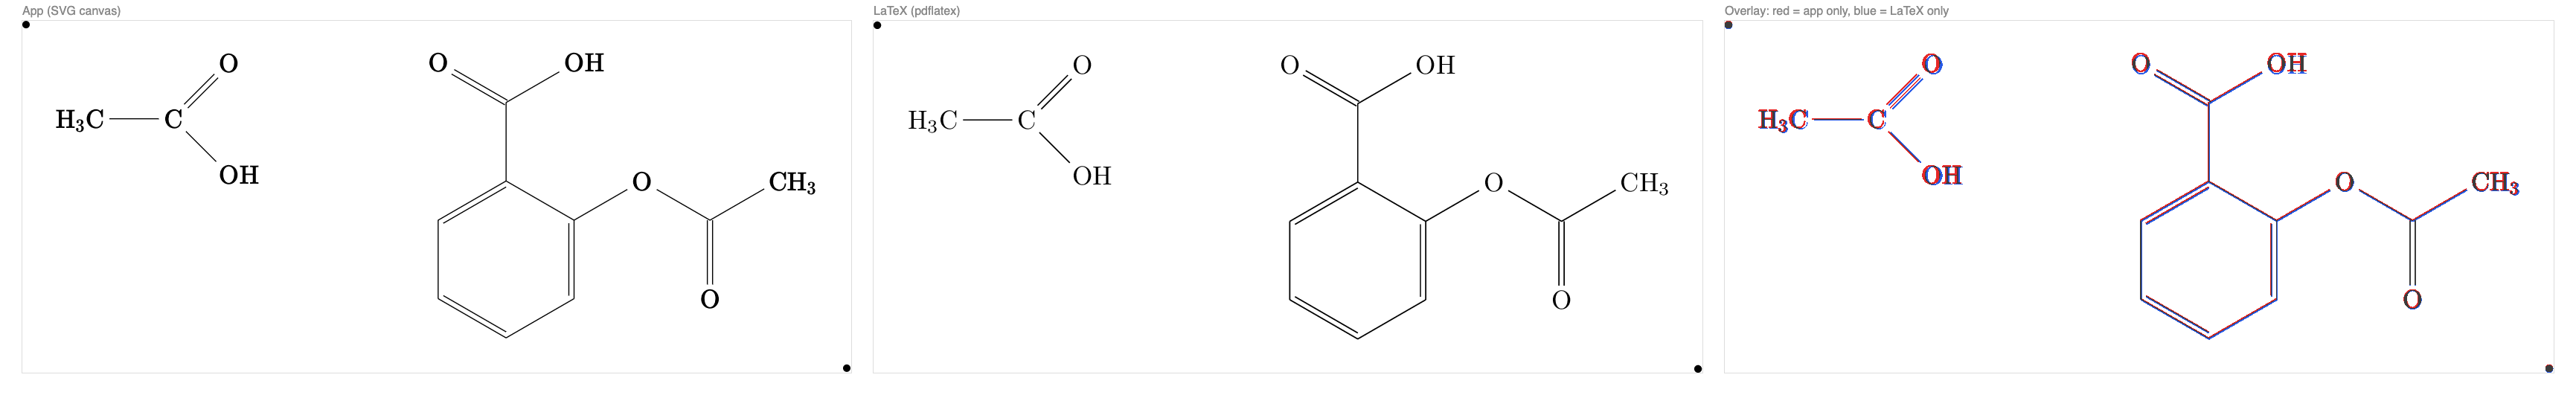 App (SVG canvas)
O
H₃C
C
OH
O
OH
O
CH₃
O
LaTeX (pdflatex)
O
H₃C
C
OH
O
OH
O
CH₃
O
Overlay: red = app only, blue = LaTeX only
O
H₃C
C
OH
O
OH
O
CH₃
O